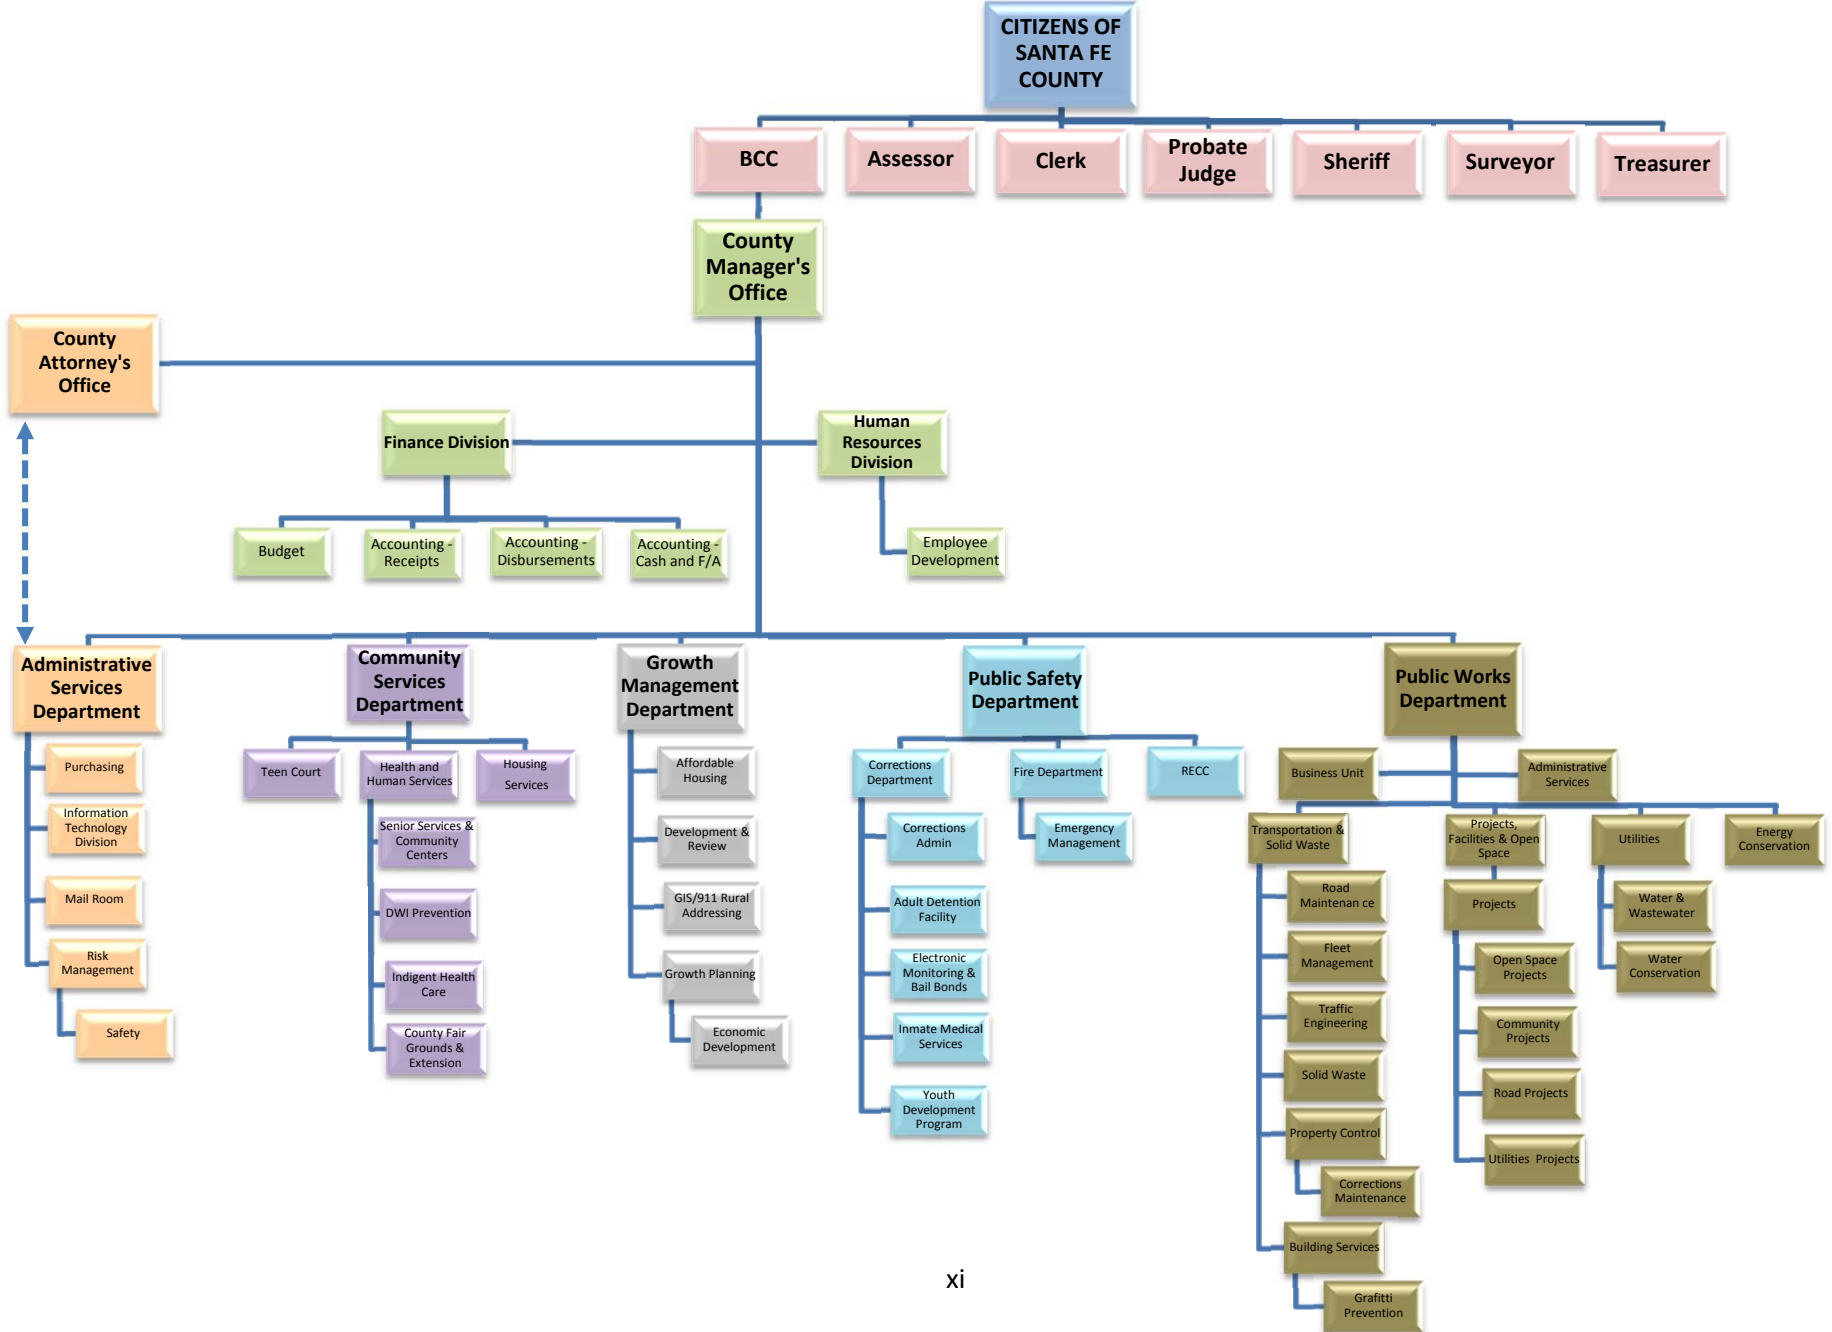 CITIZENS OF
SANTA FE
COUNTY
BCC
Assessor
Clerk
Probate
Judge
Sheriff
Surveyor
Treasurer
County
Manager's
Office
County
Attorney's
Office
Finance Division
Human
Resources
Division
Budget
Accounting -
Receipts
Accounting -
Disbursements
Accounting -
Cash and F/A
Employee
Development
Administrative
Services
Department
Purchasing
Information
Technology
Division
Mail Room
Risk
Management
Safety
Community
Services
Department
Teen Court
Health and
Human Services
Housing
Services
Senior Services &
Community
Centers
DWI Prevention
Indigent Health
Care
County Fair
Grounds &
Extension
Growth
Management
Department
Affordable
Housing
Development &
Review
GIS/911 Rural
Addressing
Growth Planning
Economic
Development
Public Safety
Department
Corrections
Department
Fire Department
RECC
Corrections
Admin
Emergency
Management
Adult Detention
Facility
Electronic
Monitoring &
Bail Bonds
Inmate Medical
Services
Youth
Development
Program
Public Works
Department
Business Unit
Administrative
Services
Transportation &
Solid Waste
Projects,
Facilities & Open
Space
Utilities
Energy
Conservation
Road
Maintenan ce
Fleet
Management
Traffic
Engineering
Solid Waste
Property Control
Corrections
Maintenance
Building Services
Grafitti
Prevention
Projects
Open Space
Projects
Community
Projects
Road Projects
Utilities Projects
Water &
Wastewater
Water
Conservation
xi